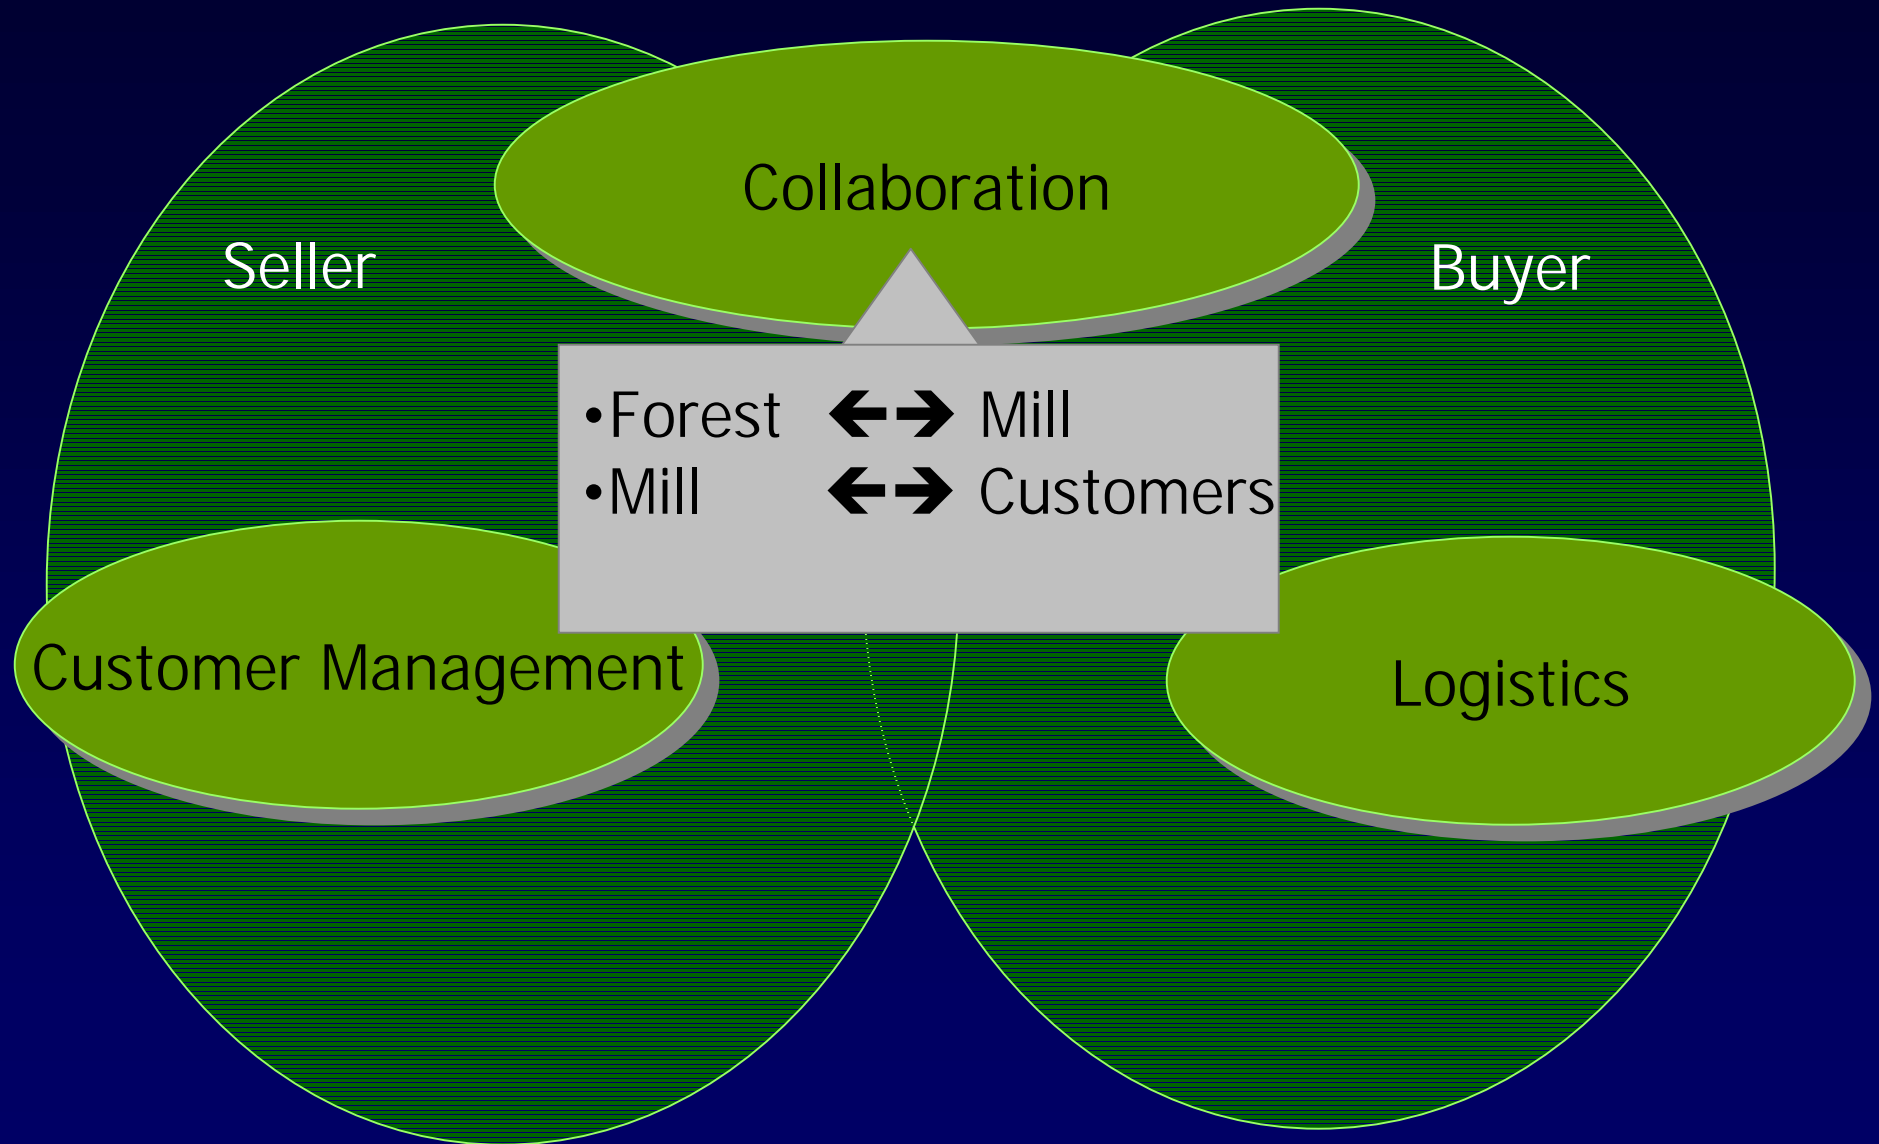 Collaboration
Seller
Buyer
•Forest 🡸🡺 Mill
•Mill 🡸🡺 Customers
Customer Management
Logistics